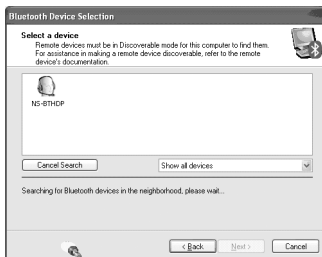 Bluetooth Device Selection
Select a device
Remote devices must be in Discoverable mode for this computer to find them.
For assistance in making a remote device discoverable, refer to the remote
device's documentation.
NS-BTHDP
Cancel Search
Show all devices
Searching for Bluetooth devices in the neighborhood, please wait...
< Back
Next >
Cancel